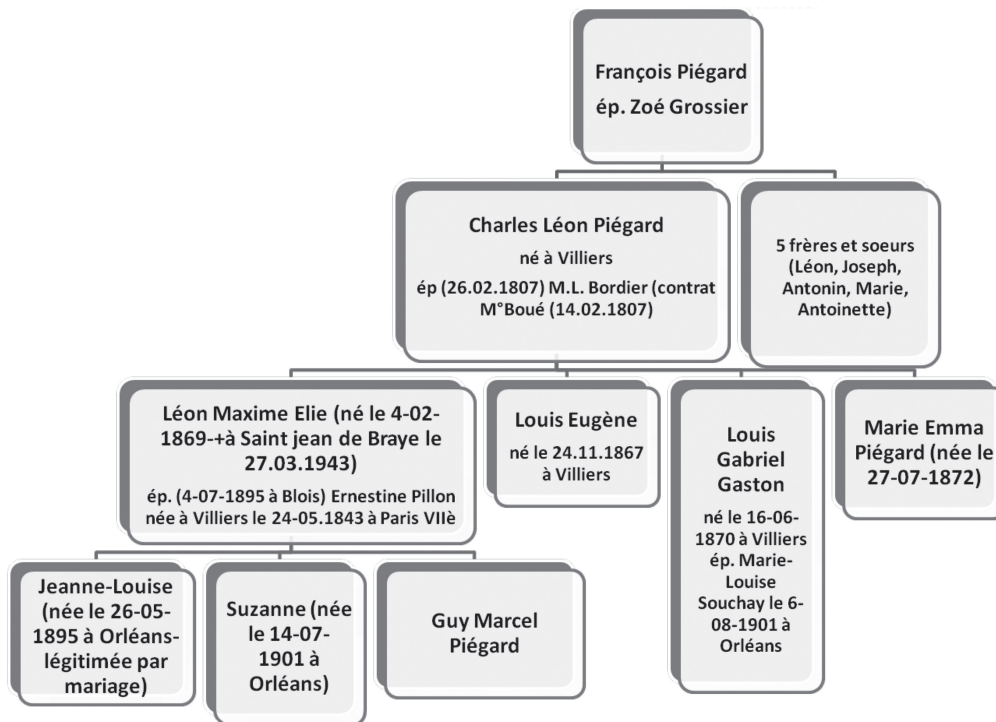 François Piégard
ép. Zoé Grossier
Charles Léon Piégard
né à Villiers
ép (26.02.1807) M.L. Bordier (contrat
M°Boué (14.02.1807)
5 frères et soeurs
(Léon, Joseph,
Antonin, Marie,
Antoinette)
Léon Maxime Elie (né le 4-02-
1869-+à Saint jean de Braye le
27.03.1943)
ép. (4-07-1895 à Blois) Ernestine Pillon
née à Villiers le 24-05.1843 à Paris VIIè
Louis Eugène
né le 24.11.1867
à Villiers
Louis
Gabriel
Gaston
né le 16-06-
1870 à Villiers
ép. Marie-
Louise
Souchay le 6-
08-1901 à
Orléans
Marie Emma
Piégard (née le
27-07-1872)
Jeanne-Louise
(née le 26-05-
1895 à Orléans-
légitimée par
mariage)
Suzanne (née
le 14-07-
1901 à
Orléans)
Guy Marcel
Piégard